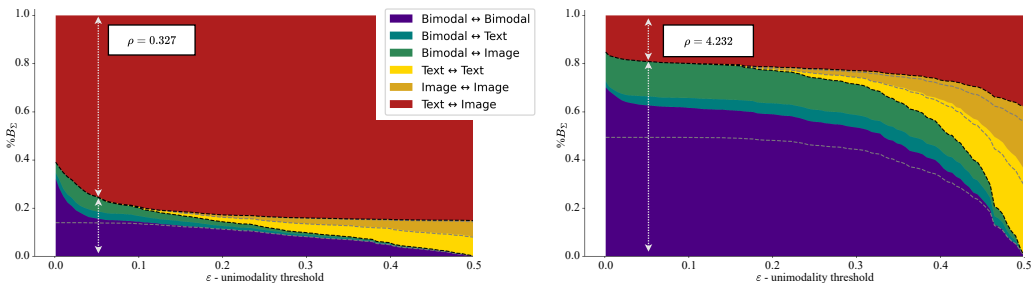 1.0
0.8
0.6
0.4
0.2
0.0
%B_Σ
ρ = 0.327
Bimodal ↔ Bimodal
Bimodal ↔ Text
Bimodal ↔ Image
Text ↔ Text
Image ↔ Image
Text ↔ Image
0.0 0.1 0.2 0.3 0.4 0.5
ε - unimodality threshold
1.0
0.8
0.6
0.4
0.2
0.0
%B_Σ
ρ = 4.232
0.0 0.1 0.2 0.3 0.4 0.5
ε - unimodality threshold